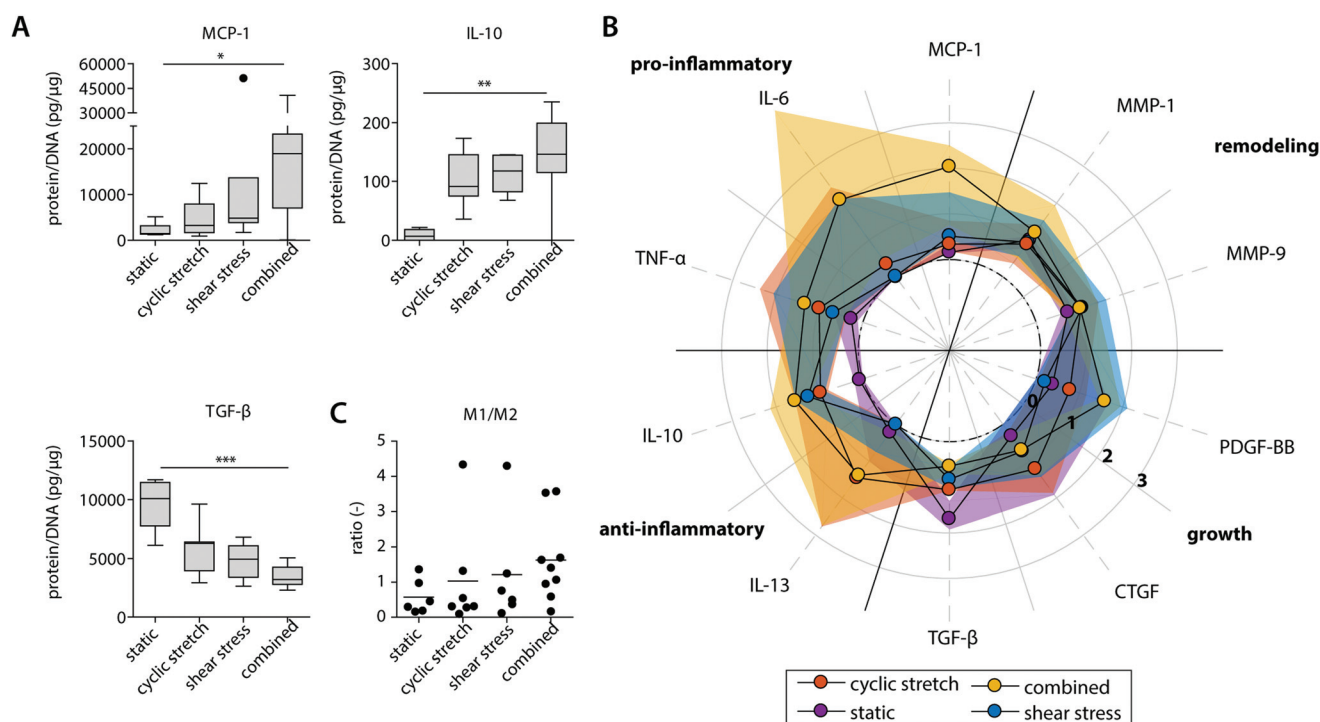 A
MCP-1
protein/DNA (pg/µg)
60000
45000
30000
20000
10000
0
*
static
cyclic stretch
shear stress
combined
IL-10
protein/DNA (pg/µg)
300
200
100
0
**
static
cyclic stretch
shear stress
combined
TGF-β
protein/DNA (pg/µg)
15000
10000
5000
0
***
static
cyclic stretch
shear stress
combined
C
M1/M2
ratio (-)
5
4
3
2
1
0
static
cyclic stretch
shear stress
combined
B
MCP-1
pro-inflammatory
IL-6
MMP-1
remodeling
TNF-α
MMP-9
IL-10
0
1
2
3
PDGF-BB
anti-inflammatory
growth
IL-13
CTGF
TGF-β
cyclic stretch
combined
static
shear stress